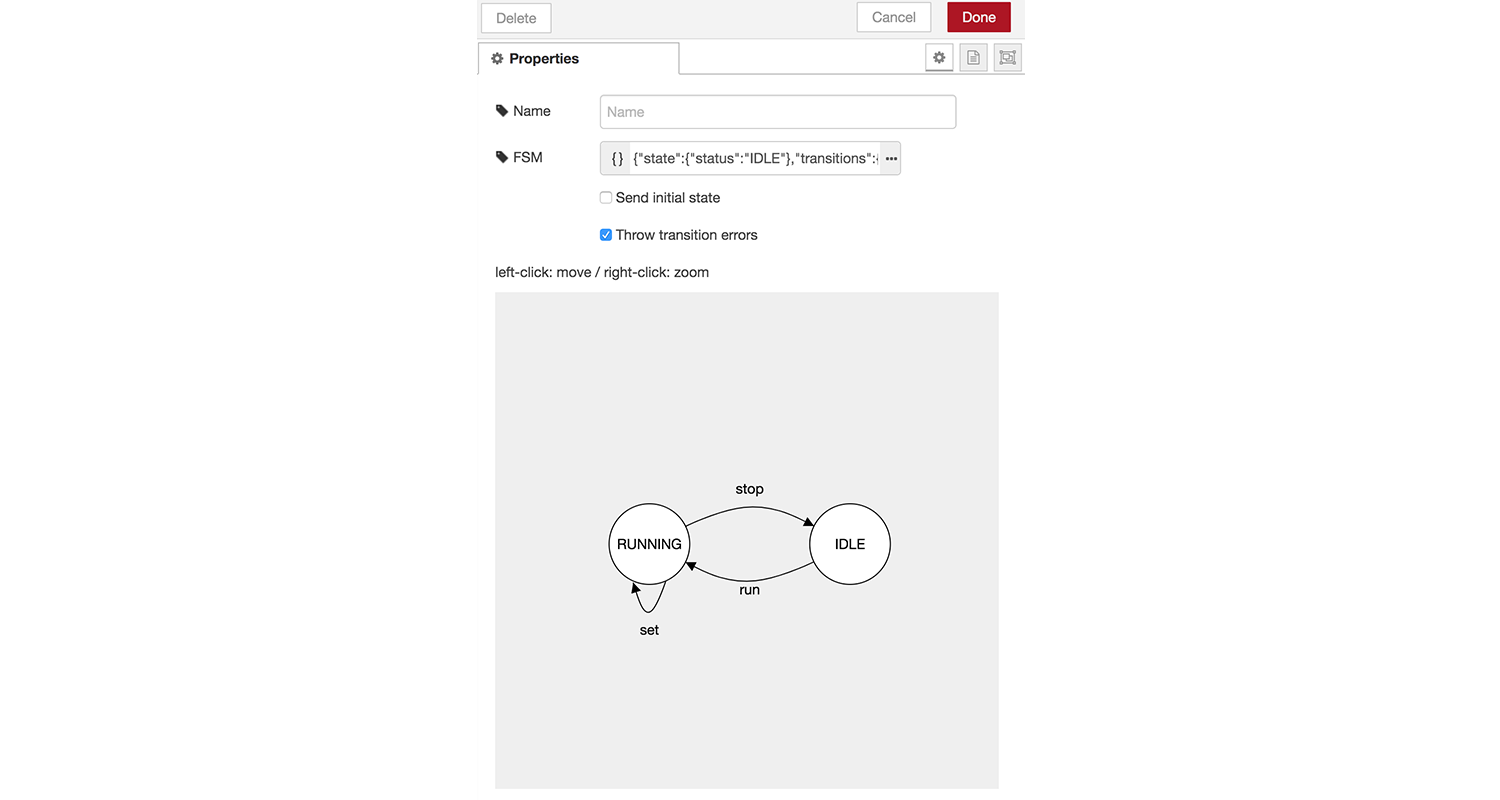 Delete Cancel Done
Properties
Name Name
FSM {} {"state":{"status":"IDLE"},"transitions":{ •••
Send initial state
Throw transition errors
left-click: move / right-click: zoom
stop
RUNNING IDLE
run
set